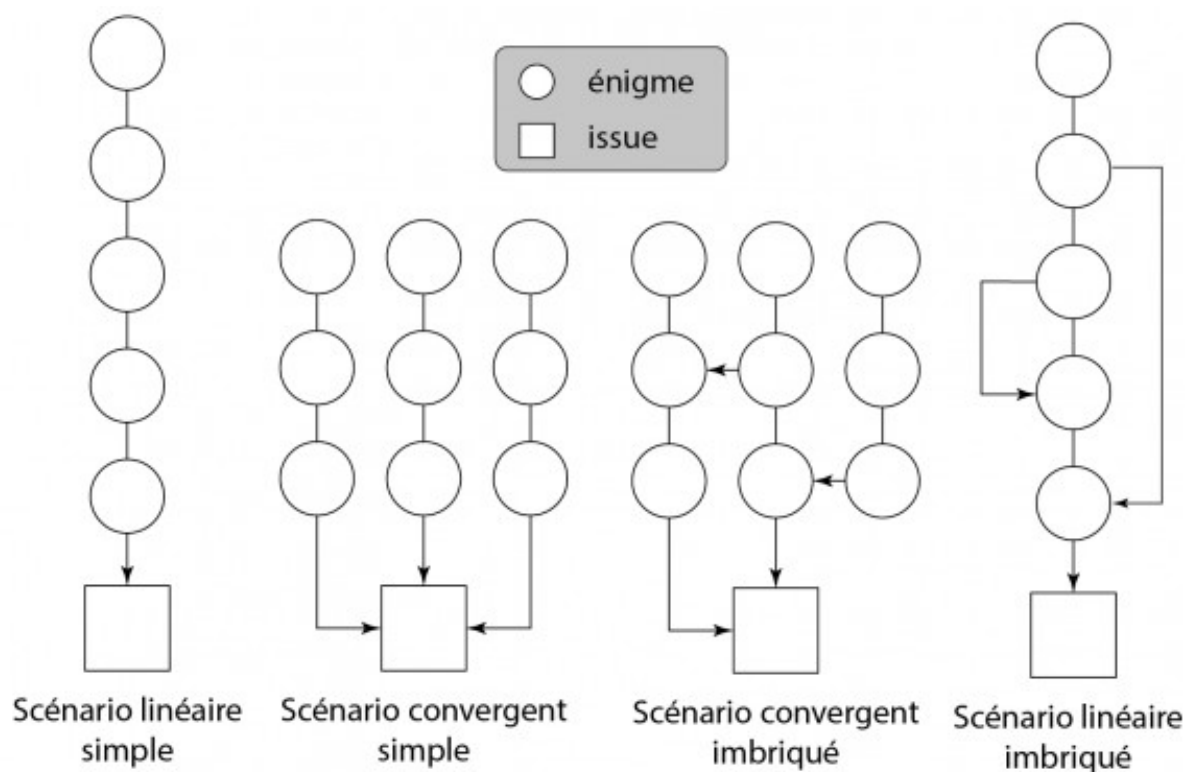 énigme
issue
Scénario linéaire
simple
Scénario convergent
simple
Scénario convergent
imbriqué
Scénario linéaire
imbriqué